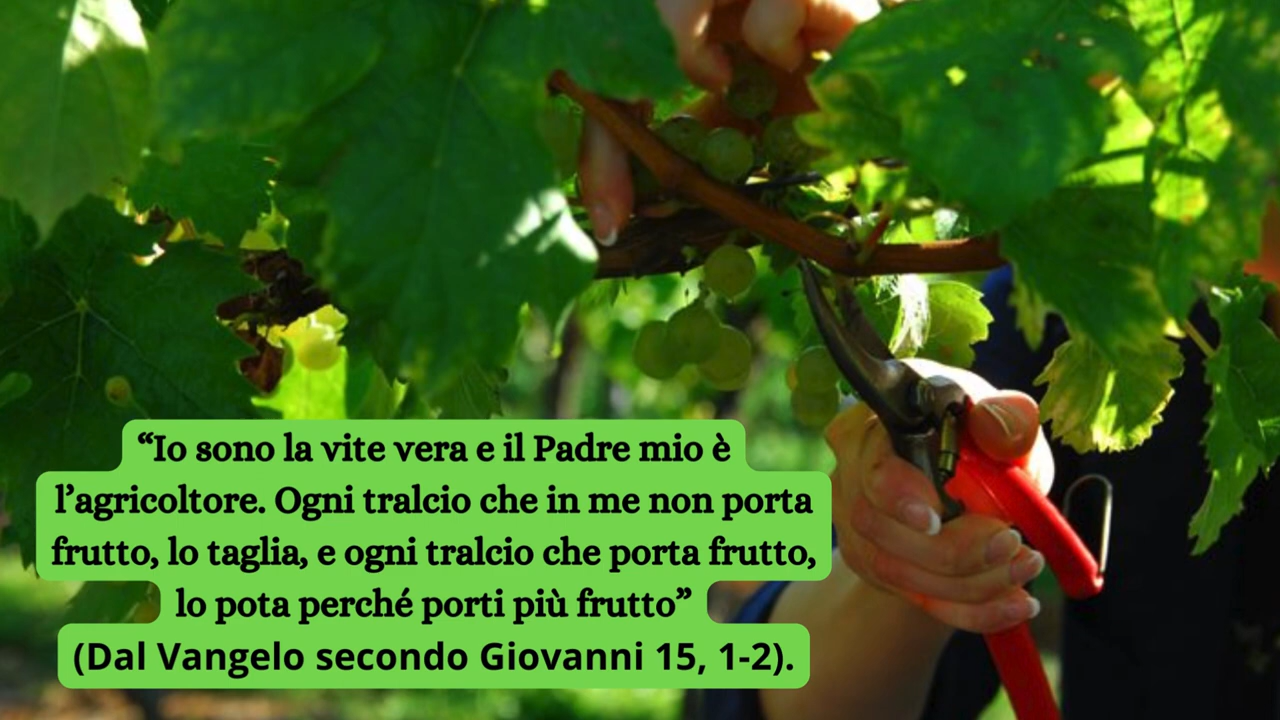 “Io sono la vite vera e il Padre mio è
l’agricoltore. Ogni tralcio che in me non porta
frutto, lo taglia, e ogni tralcio che porta frutto,
lo pota perché porti più frutto”
(Dal Vangelo secondo Giovanni 15, 1-2).